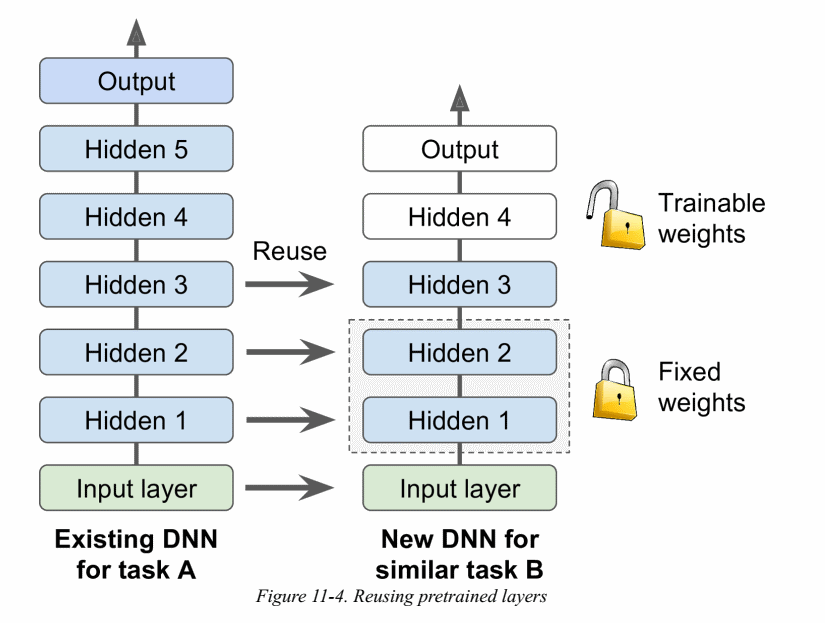 Output
Hidden 5
Hidden 4
Hidden 3
Hidden 2
Hidden 1
Input layer
Existing DNN
for task A
Reuse
Output
Hidden 4
Hidden 3
Hidden 2
Hidden 1
Input layer
New DNN for
similar task B
Trainable
weights
Fixed
weights
Figure 11-4. Reusing pretrained layers